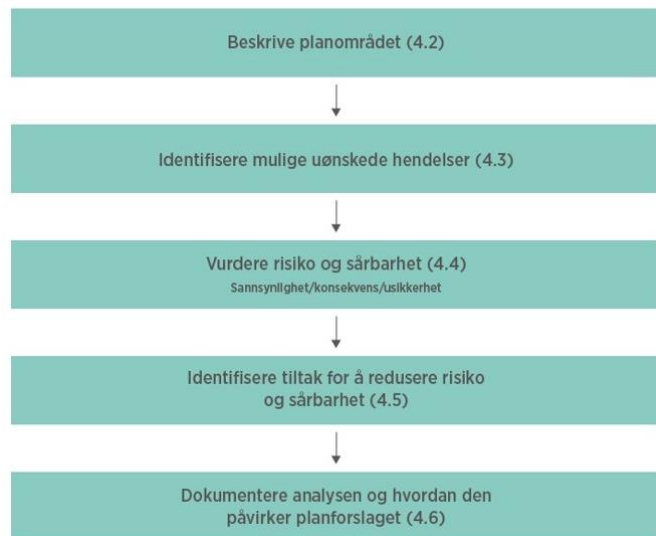 Beskrive planområdet (4.2)
Identifisere mulige uønskede hendelser (4.3)
Vurdere risiko og sårbarhet (4.4)
Sannsynlighet/konsekvens/usikkerhet
Identifisere tiltak for å redusere risiko
og sårbarhet (4.5)
Dokumentere analysen og hvordan den
påvirker planforslaget (4.6)